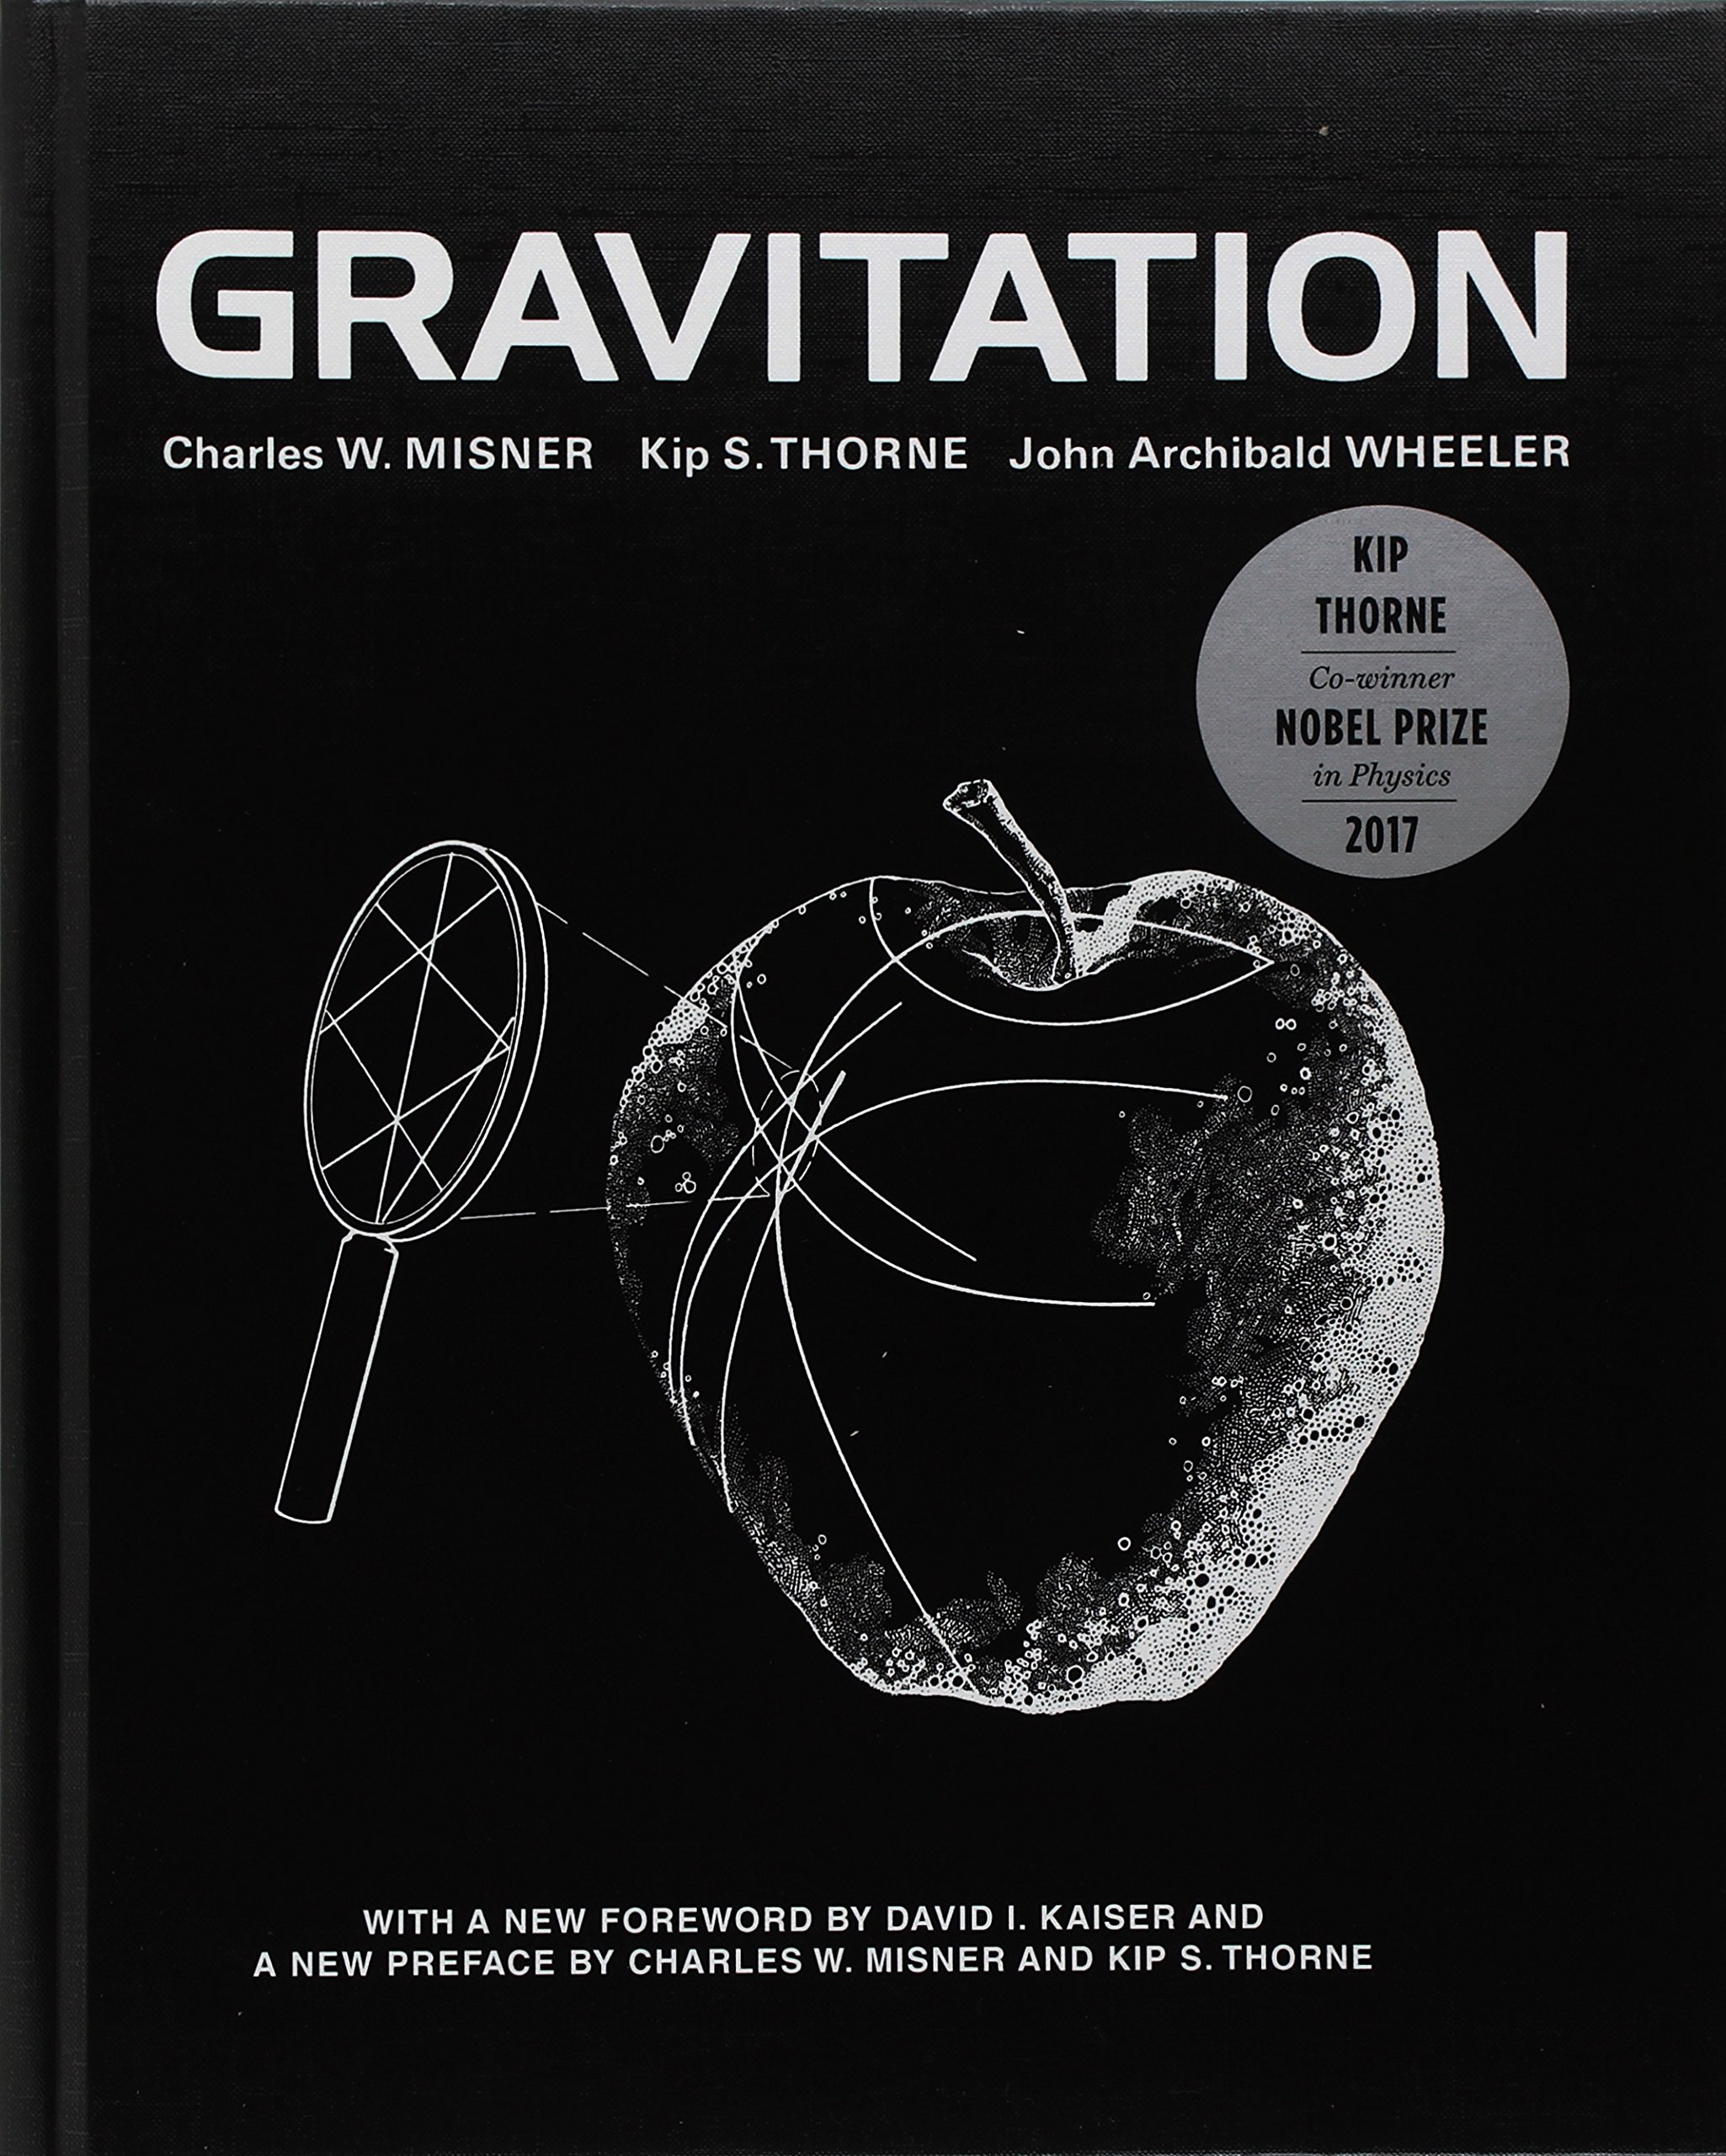 GRAVITATION
Charles W. MISNER Kip S. THORNE John Archibald WHEELER
KIP
THORNE
Co-winner
NOBEL PRIZE
in Physics
2017
WITH A NEW FOREWORD BY DAVID I. KAISER AND
A NEW PREFACE BY CHARLES W. MISNER AND KIP S. THORNE